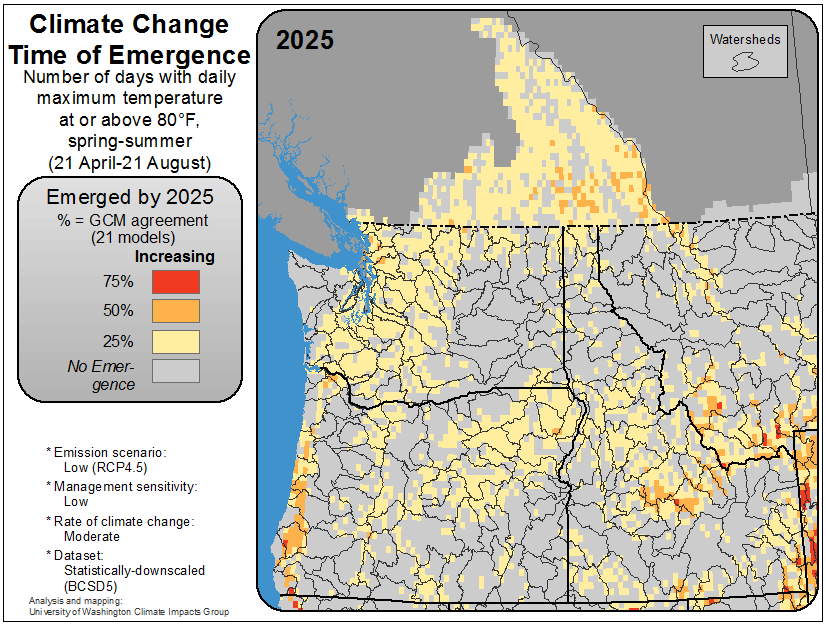 Climate Change
Time of Emergence
Number of days with daily
maximum temperature
at or above 80°F,
spring-summer
(21 April-21 August)
Emerged by 2025
% = GCM agreement
(21 models)
Increasing
75%
50%
25%
No Emer-
gence
* Emission scenario:
Low (RCP4.5)
* Management sensitivity:
Low
* Rate of climate change:
Moderate
* Dataset:
Statistically-downscaled
(BCSD5)
Analysis and mapping:
University of Washington Climate Impacts Group
2025
Watersheds